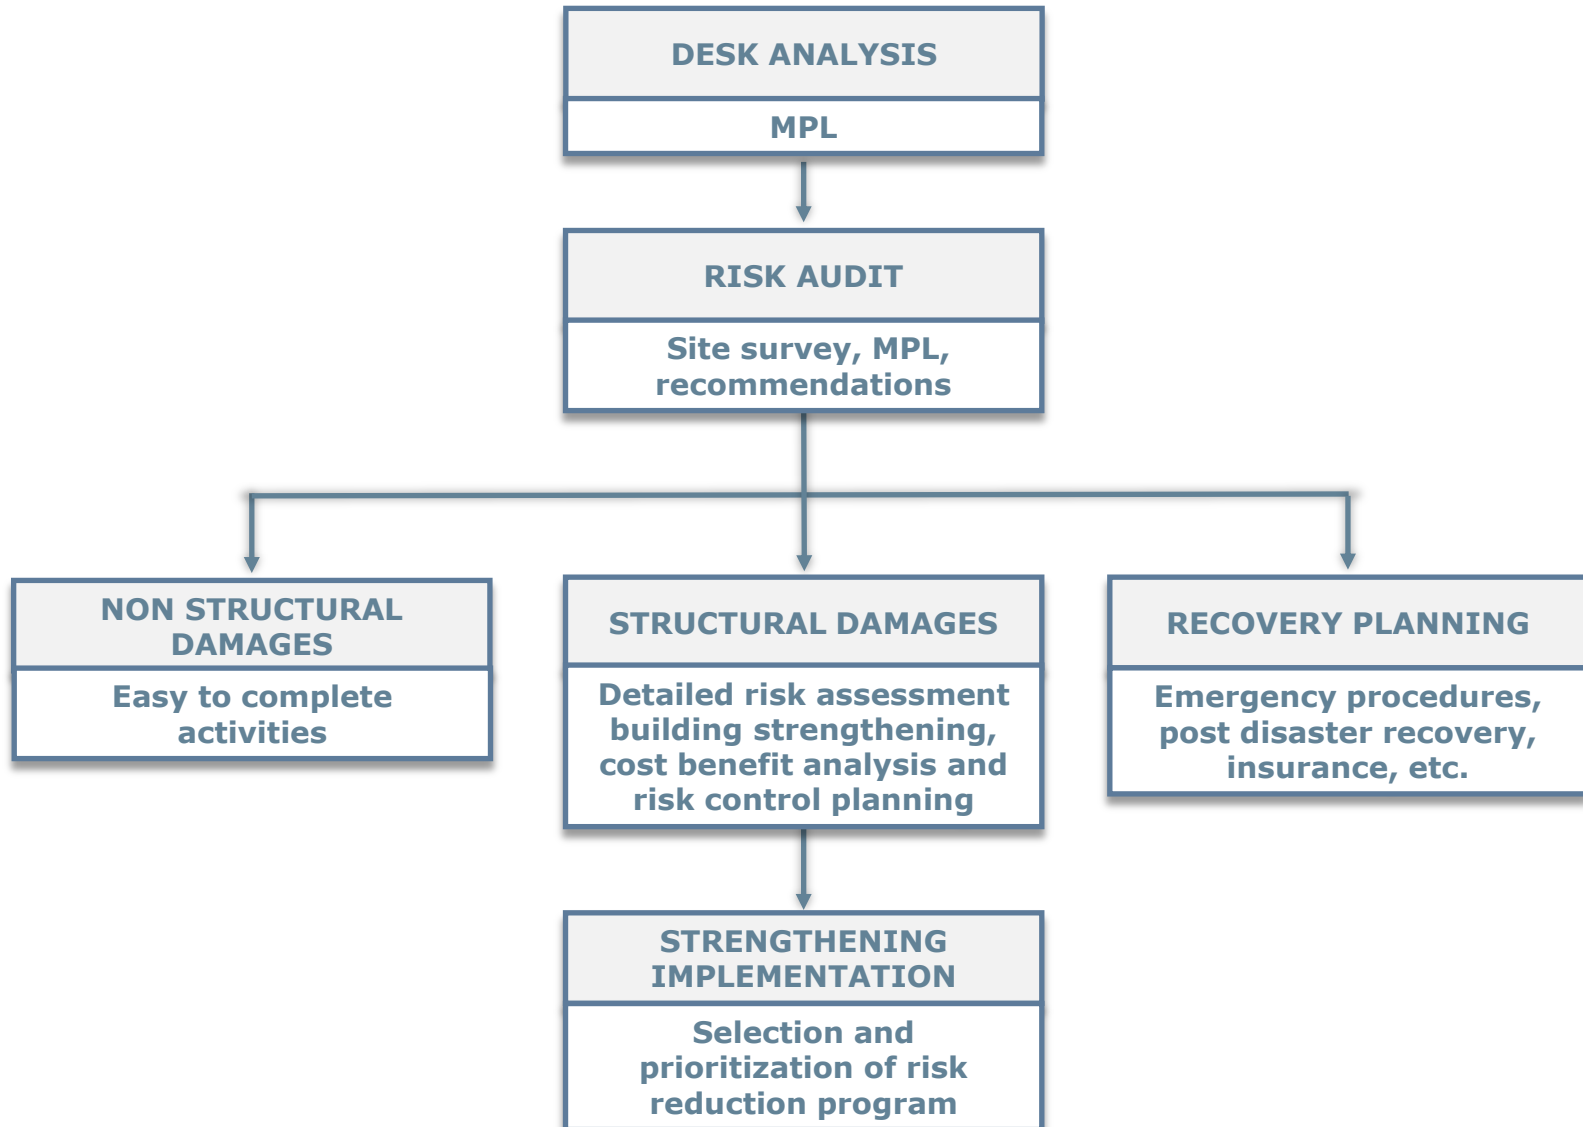 DESK ANALYSIS
MPL
RISK AUDIT
Site survey, MPL,
recommendations
NON STRUCTURAL
DAMAGES
Easy to complete
activities
STRUCTURAL DAMAGES
Detailed risk assessment
building strengthening,
cost benefit analysis and
risk control planning
RECOVERY PLANNING
Emergency procedures,
post disaster recovery,
insurance, etc.
STRENGTHENING
IMPLEMENTATION
Selection and
prioritization of risk
reduction program